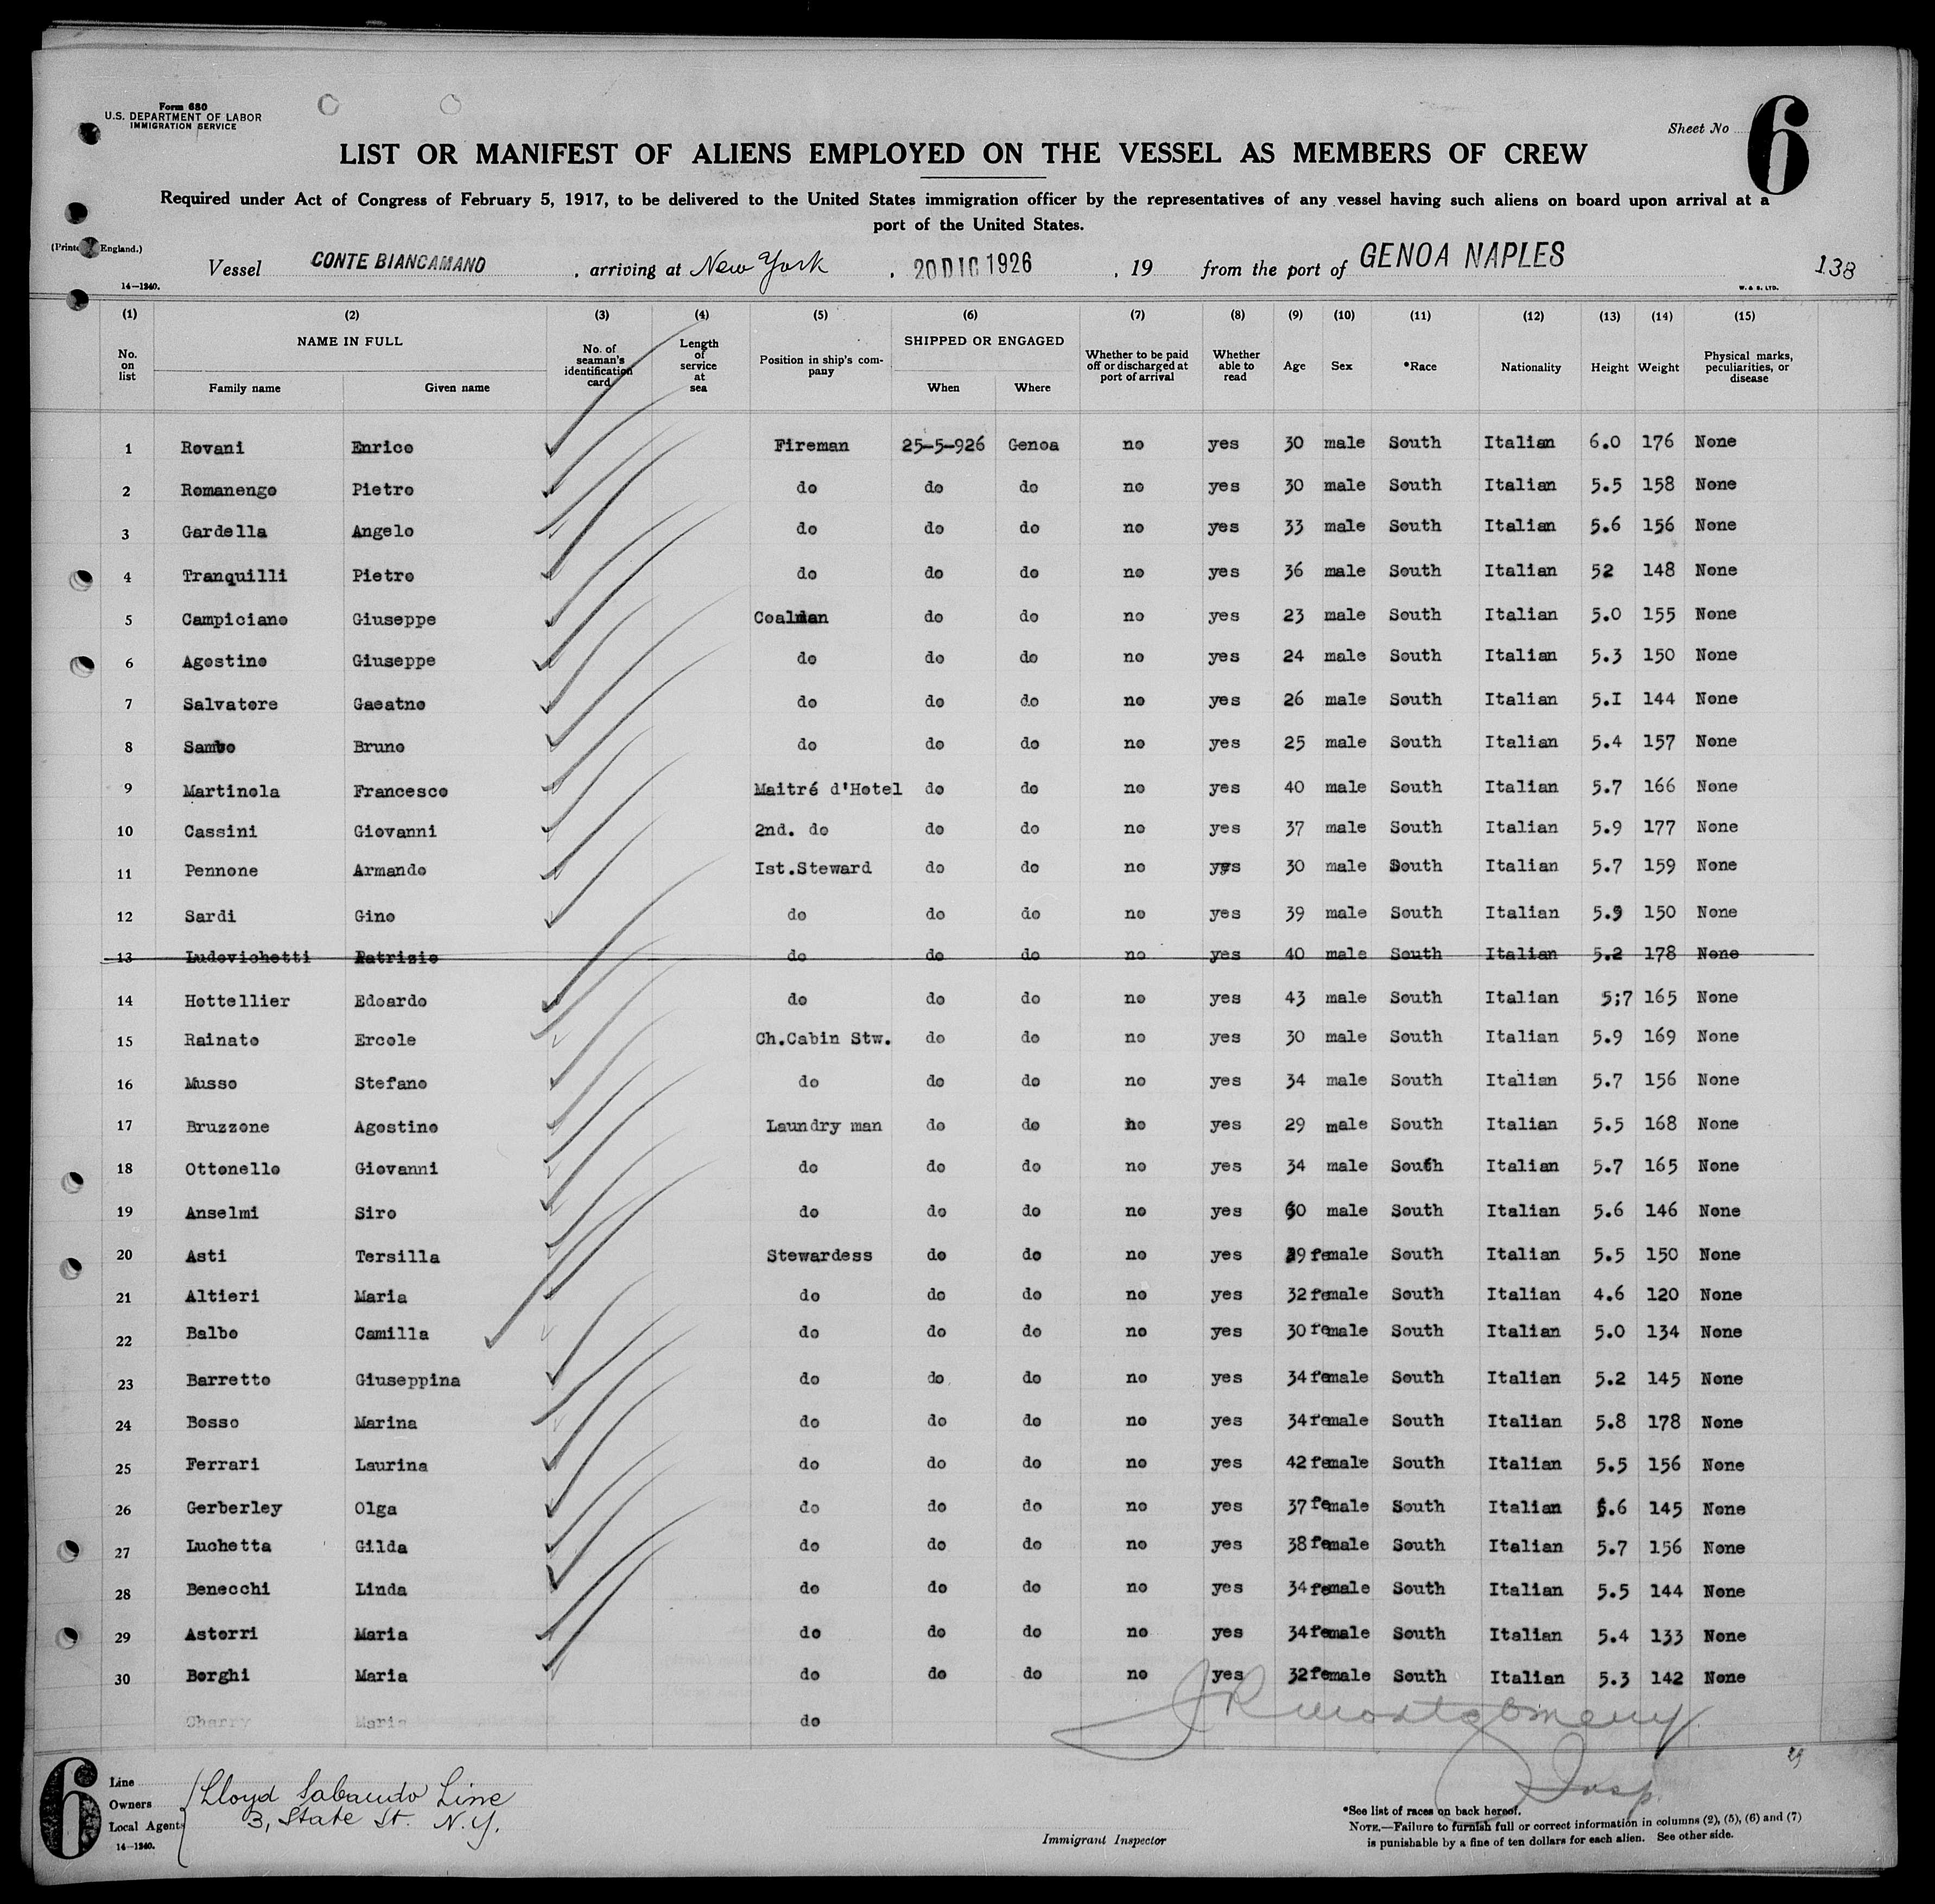 Form 680
U.S. DEPARTMENT OF LABOR
IMMIGRATION SERVICE
Sheet No 6
LIST OR MANIFEST OF ALIENS EMPLOYED ON THE VESSEL AS MEMBERS OF CREW
Required under Act of Congress of February 5, 1917, to be delivered to the United States immigration officer by the representatives of any vessel having such aliens on board upon arrival at a
port of the United States.
England.)
Vessel CONTE BIANCAMANO , arriving at New York , 20 DIC 1926 , 19 from the port of GENOA NAPLES 138
14—1240. W. & S. LTD.
(1) (2) (3) (4) (5) (6) (7) (8) (9) (10) (11) (12) (13) (14) (15)
No. on list NAME IN FULL Family name Given name No. of seaman's identification card Length of service at sea Position in ship's company SHIPPED OR ENGAGED When Where Whether to be paid off or discharged at port of arrival Whether able to read Age Sex *Race Nationality Height Weight Physical marks, peculiarities, or disease
1 Rovani Enrico Fireman 25-5-926 Genoa no yes 30 male South Italian 6.0 176 None
2 Romanengo Pietro do do do no yes 30 male South Italian 5.5 158 None
3 Gardella Angelo do do do no yes 33 male South Italian 5.6 156 None
4 Tranquilli Pietro do do do no yes 36 male South Italian 52 148 None
5 Campiciano Giuseppe Coalman do do no yes 23 male South Italian 5.0 155 None
6 Agostino Giuseppe do do do no yes 24 male South Italian 5.3 150 None
7 Salvatore Gaeatno do do do no yes 26 male South Italian 5.I 144 None
8 Sambo Bruno do do do no yes 25 male South Italian 5.4 157 None
9 Martinola Francesco Maitré d'Hotel do do no yes 40 male South Italian 5.7 166 None
10 Cassini Giovanni 2nd. do do do no yes 37 male South Italian 5.9 177 None
11 Pennone Armando Ist.Steward do do no yes 30 male South Italian 5.7 159 None
12 Sardi Gino do do do no yes 39 male South Italian 5.9 150 None
13 Ludovichetti Patrizio do do do no yes 40 male South Italian 5.2 178 None
14 Hottellier Edoardo do do do no yes 43 male South Italian 5;7 165 None
15 Rainato Ercole Ch.Cabin Stw. do do no yes 30 male South Italian 5.9 169 None
16 Musso Stefano do do do no yes 34 male South Italian 5.7 156 None
17 Bruzzone Agostino Laundry man do do no yes 29 male South Italian 5.5 168 None
18 Ottonello Giovanni do do do no yes 34 male South Italian 5.7 165 None
19 Anselmi Siro do do do no yes male South Italian 5.6 146 None
20 Asti Tersilla Stewardess do do no yes female South Italian 5.5 150 None
21 Altieri Maria do do do no yes 32 female South Italian 4.6 120 None
22 Balbo Camilla do do do no yes 30 female South Italian 5.0 134 None
23 Barretto Giuseppina do do. do no yes 34 female South Italian 5.2 145 None
24 Bosso Marina do do do no yes 34 female South Italian 5.8 178 None
25 Ferrari Laurina do do do no yes 42 female South Italian 5.5 156 None
26 Gerberley Olga do do do no yes 37 female South Italian 145 None
27 Luchetta Gilda do do do no yes 38 female South Italian 5.7 156 None
28 Benecchi Linda do do do no yes 34 female South Italian 5.5 144 None
29 Astorri Maria do do do no yes 34 female South Italian 5.4 133 None
30 Borghi Maria do do do no yes 32 female South Italian 5.3 142 None
Maria do
JR Montgomery
Insp.
29
6
Line Lloyd Sabaudo Line
Owners
Local Agents 3, State St. N.Y.
14—1240.
Immigrant Inspector
*See list of races on back hereof.
NOTE.—Failure to furnish full or correct information in columns (2), (5), (6) and (7)
is punishable by a fine of ten dollars for each alien. See other side.